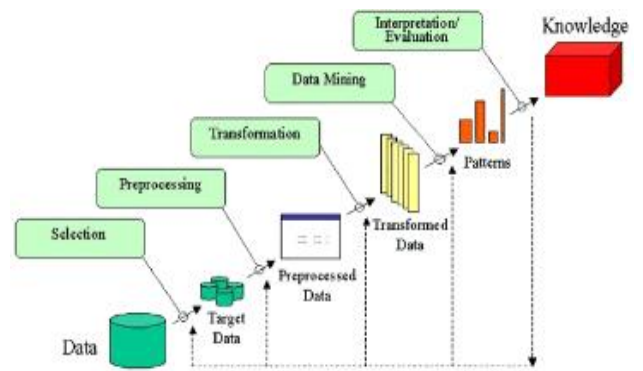 Interpretation/
Evaluation
Knowledge
Data Mining
Transformation
Patterns
Preprocessing
Transformed
Data
Selection
Preprocessed
Data
Target
Data
Data